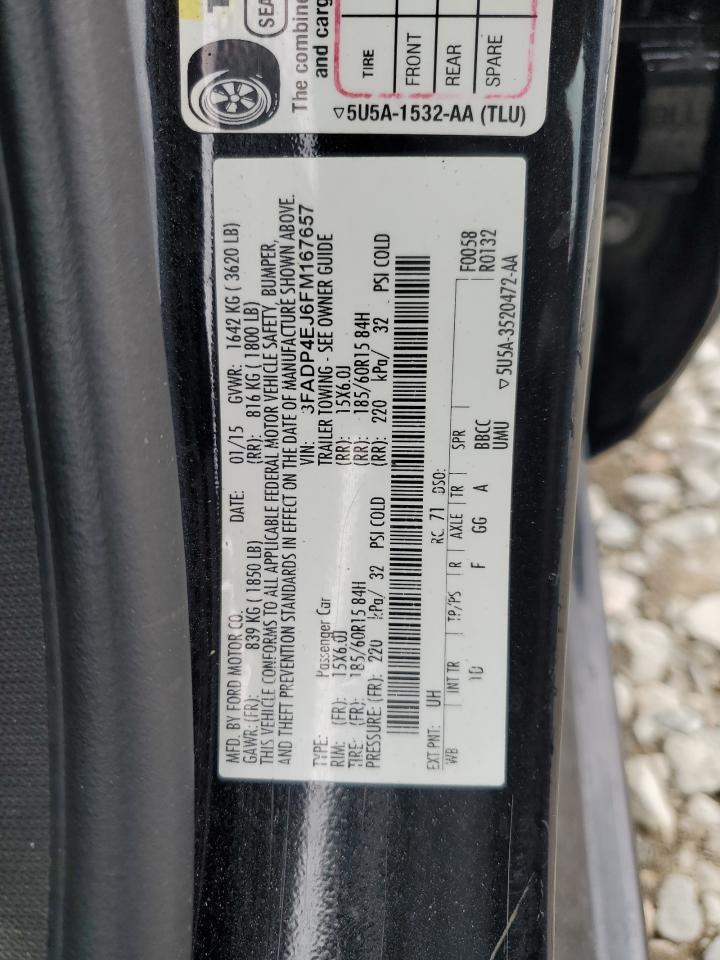 SEA
The combine
and carg
TIRE
FRONT
REAR
SPARE
▽5U5A-1532-AA (TLU)
MFD. BY FORD MOTOR CO. DATE: 01/15 GVWR: 1642 KG ( 3620 LB)
GAWR: (FR): 839 KG ( 1850 LB) (RR): 816 KG ( 1800 LB)
THIS VEHICLE CONFORMS TO ALL APPLICABLE FEDERAL MOTOR VEHICLE SAFETY, BUMPER,
AND THEFT PREVENTION STANDARDS IN EFFECT ON THE DATE OF MANUFACTURE SHOWN ABOVE.
VIN: 3FADP4EJ6FM167657
TYPE: Passenger Car TRAILER TOWING - SEE OWNER GUIDE
RIM: (FR): 15X6.0J (RR): 15X6.0J
TIRE: (FR): 185/60R15 84H (RR): 185/60R15 84H
PRESSURE: (FR): 220 kPa/ 32 PSI COLD (RR): 220 kPa/ 32 PSI COLD
EXT PNT: UH RC: 71 DSO: F0058
R0132
WB INT TR TP/PS R AXLE TR SPR
1D F GG A BBCC
UMU
▽5U5A-3520472-AA